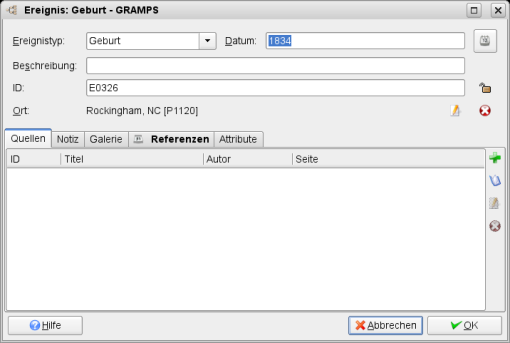 Ereignis: Geburt - GRAMPS
Ereignistyp: Geburt Datum: 1834
Beschreibung:
ID: E0326
Ort: Rockingham, NC [P1120]
Quellen Notiz Galerie Referenzen Attribute
ID Titel Autor Seite
Hilfe Abbrechen OK